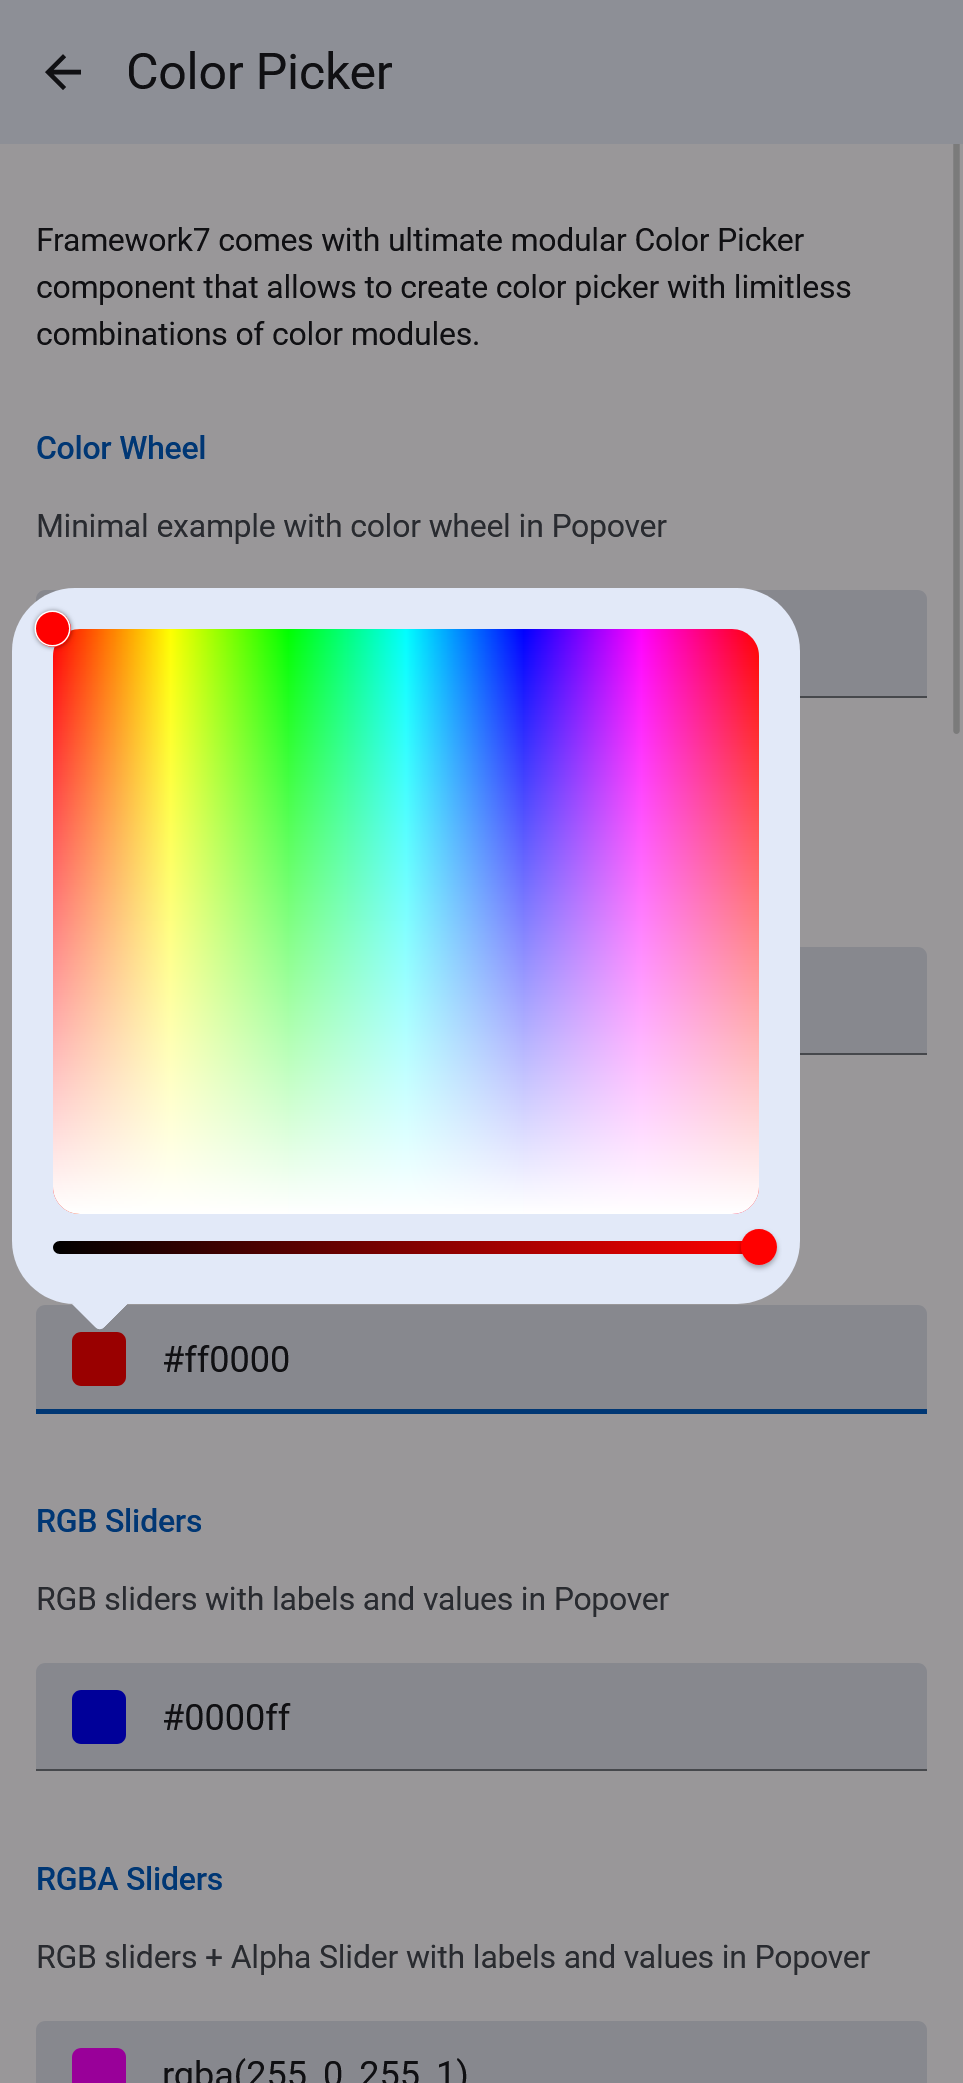 Color Picker
Framework7 comes with ultimate modular Color Picker
component that allows to create color picker with limitless
combinations of color modules.
Color Wheel
Minimal example with color wheel in Popover
#ff0000
RGB Sliders
RGB sliders with labels and values in Popover
#0000ff
RGBA Sliders
RGB sliders + Alpha Slider with labels and values in Popover
rgba(255, 0, 255, 1)